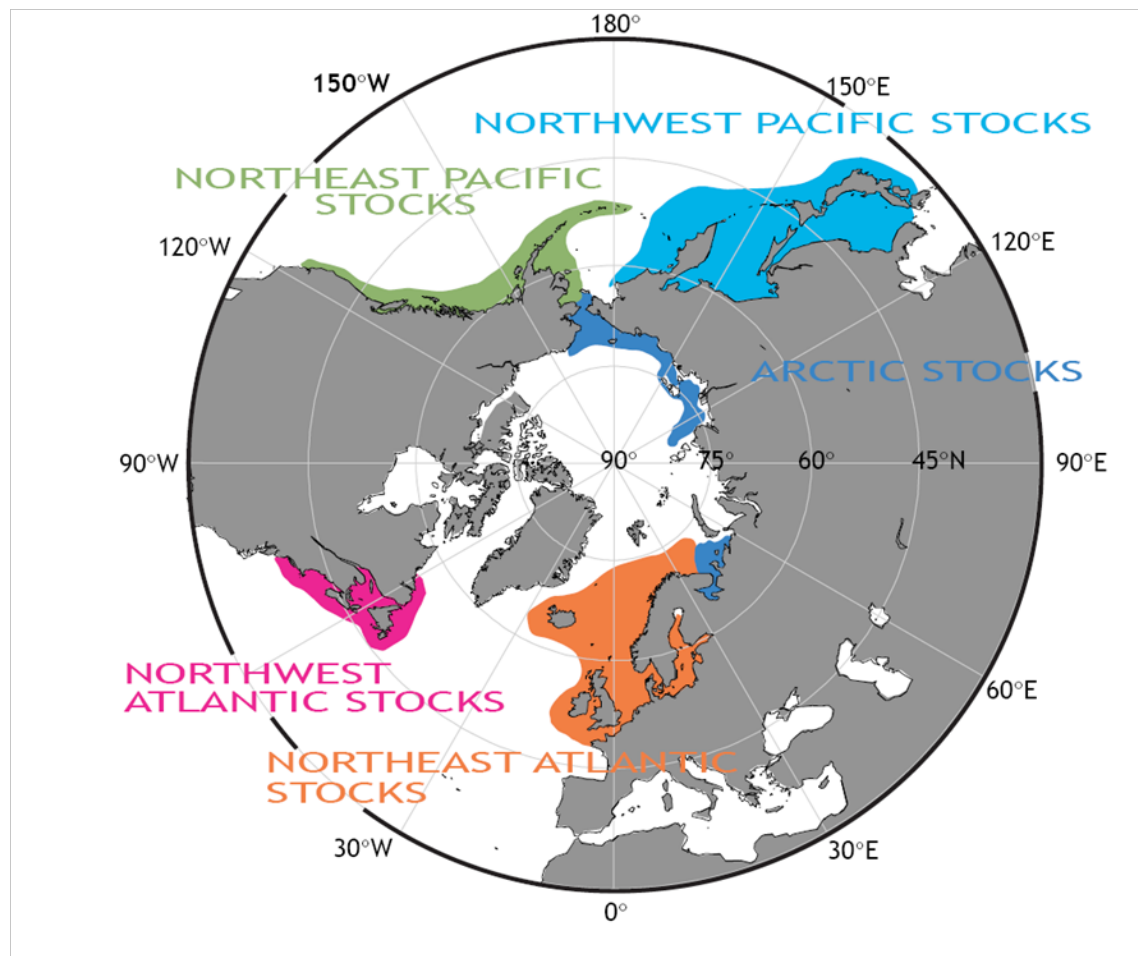 180°
150°W
150°E
NORTHWEST PACIFIC STOCKS
NORTHEAST PACIFIC
STOCKS
120°W
120°E
ARCTIC STOCKS
90°W
90°
75°
60°
45°N
90°E
NORTHWEST
ATLANTIC STOCKS
60°E
NORTHEAST ATLANTIC
STOCKS
30°W
30°E
0°